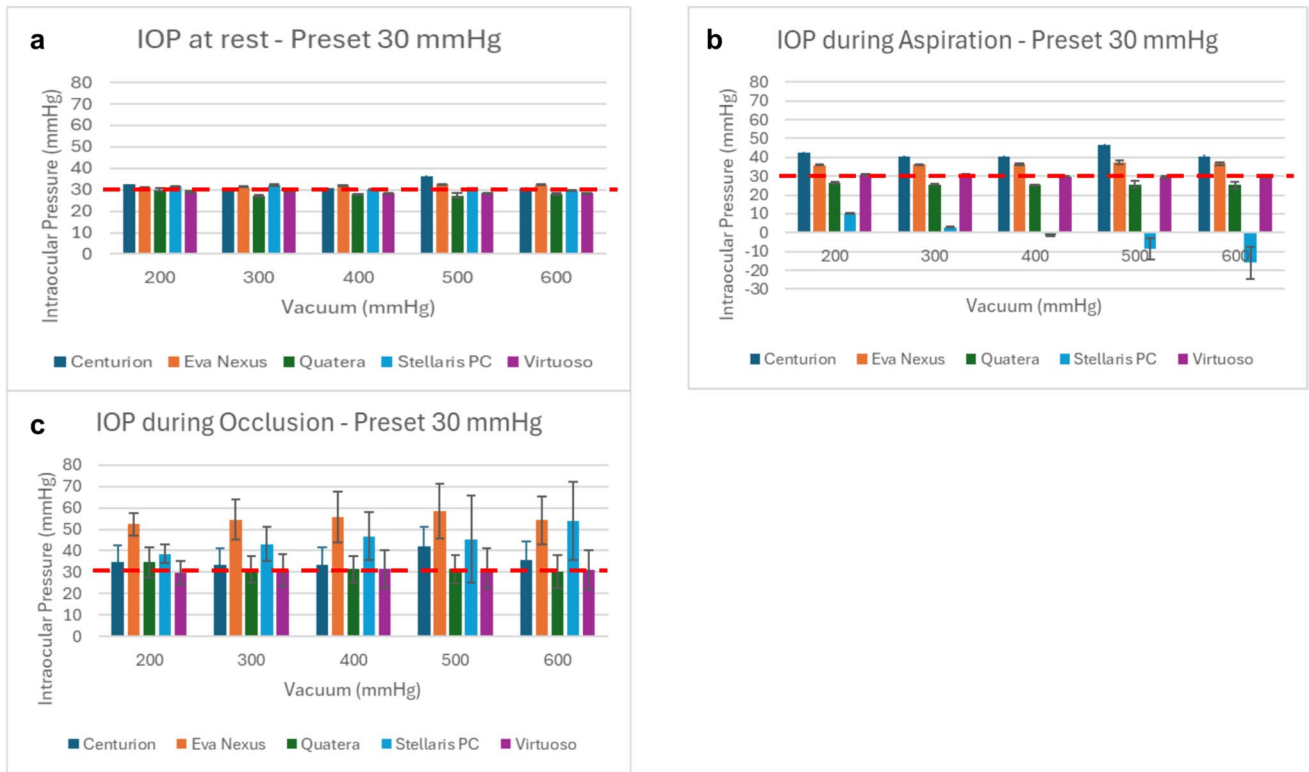 a
IOP at rest - Preset 30 mmHg
Intraocular Pressure (mmHg)
80
70
60
50
40
30
20
10
0
200 300 400 500 600
Vacuum (mmHg)
Centurion Eva Nexus Quatera Stellaris PC Virtuoso
b
IOP during Aspiration - Preset 30 mmHg
Intraocular Pressure (mmHg)
80
70
60
50
40
30
20
10
0
-10
-20
-30
200 300 400 500 600
Vacuum (mmHg)
Centurion Eva Nexus Quatera Stellaris PC Virtuoso
c
IOP during Occlusion - Preset 30 mmHg
Intraocular Pressure (mmHg)
80
70
60
50
40
30
20
10
0
200 300 400 500 600
Vacuum (mmHg)
Centurion Eva Nexus Quatera Stellaris PC Virtuoso